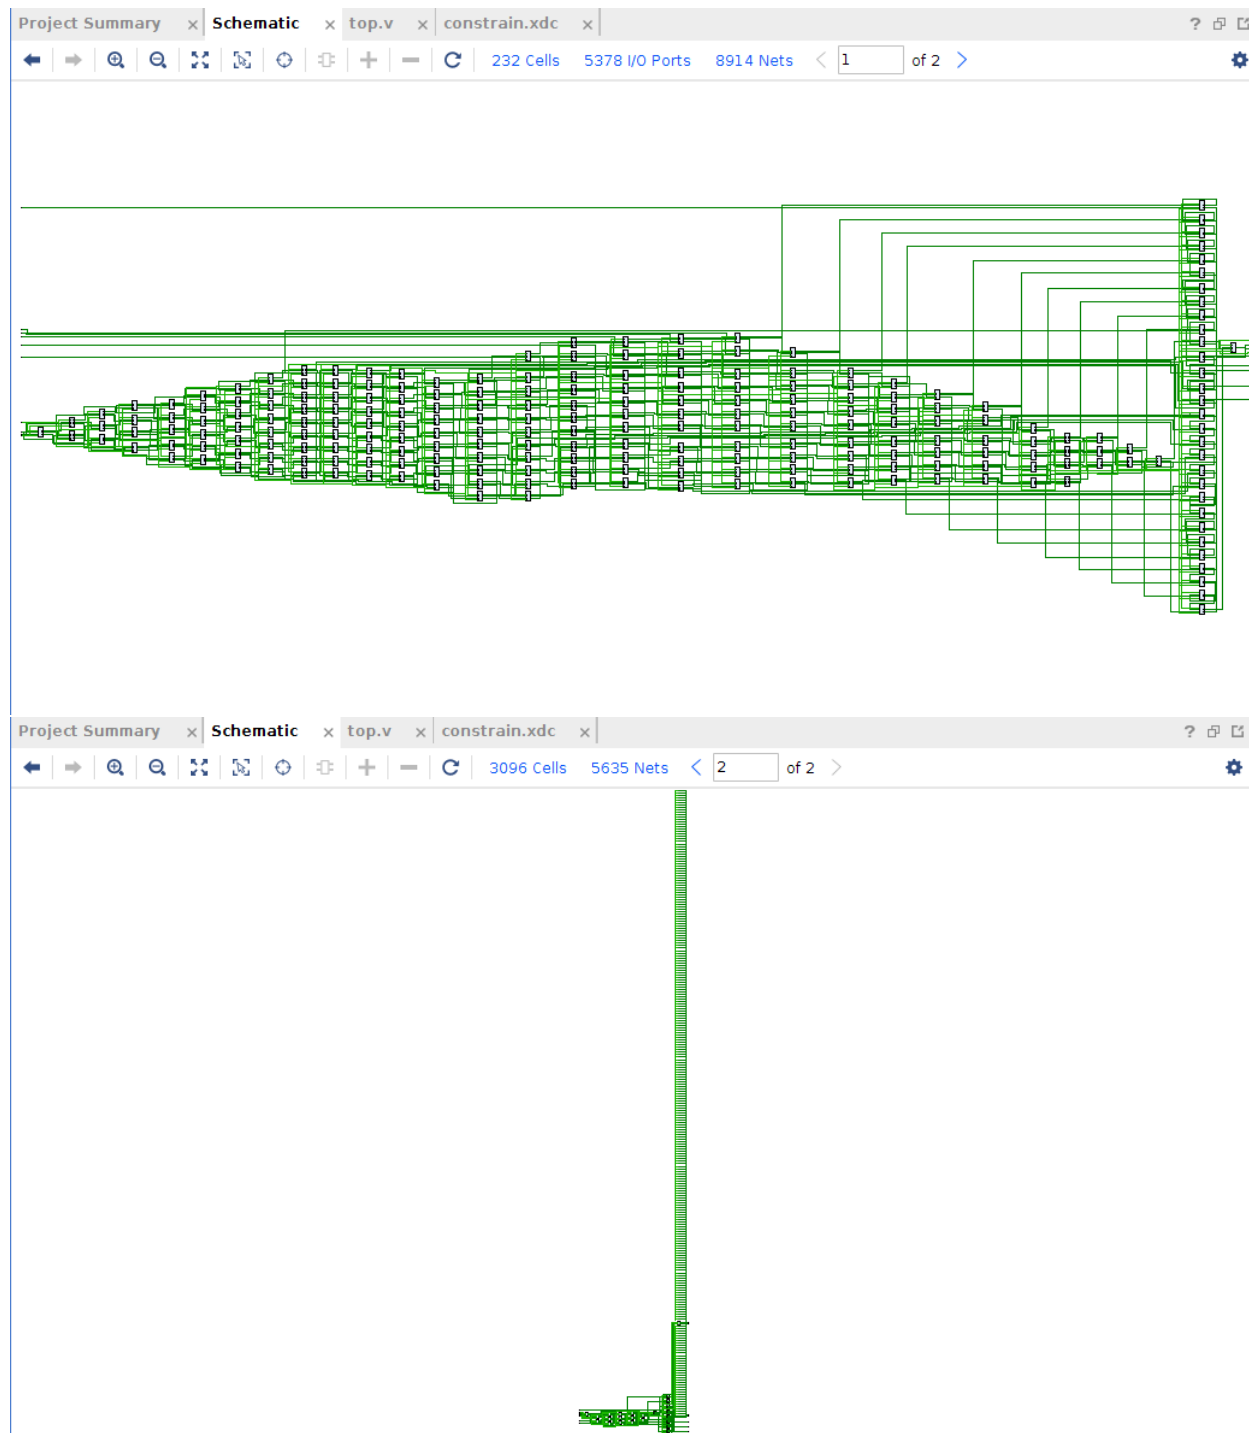 Project Summary × Schematic × top.v × constrain.xdc × ?
232 Cells 5378 I/O Ports 8914 Nets 1 of 2
Project Summary × Schematic × top.v × constrain.xdc × ?
3096 Cells 5635 Nets 2 of 2